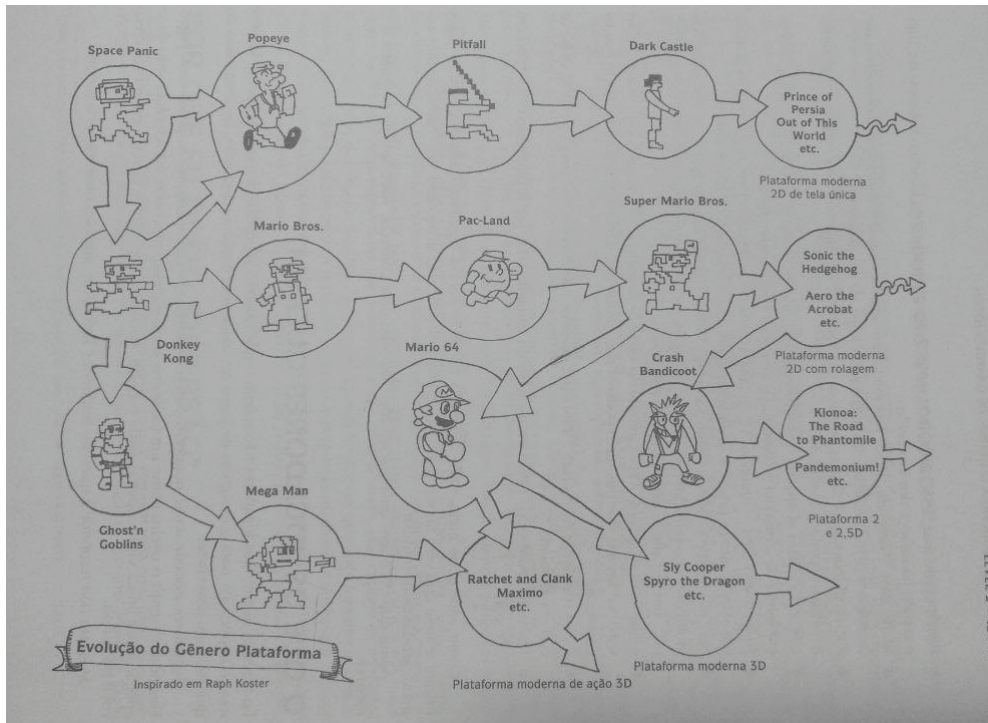 Space Panic
Popeye
Pitfall
Dark Castle
Prince of
Persia
Out of This
World
etc.
Plataforma moderna
2D de tela única
Donkey
Kong
Mario Bros.
Pac-Land
Super Mario Bros.
Sonic the
Hedgehog
Aero the
Acrobat
etc.
Plataforma moderna
2D com rolagem
Mario 64
Crash
Bandicoot
Klonoa:
The Road
to Phantomile
Pandemonium!
etc.
Plataforma 2
e 2,5D
Ghost'n
Goblins
Mega Man
Ratchet and Clank
Maximo
etc.
Plataforma moderna de ação 3D
Sly Cooper
Spyro the Dragon
etc.
Plataforma moderna 3D
Evolução do Gênero Plataforma
Inspirado em Raph Koster